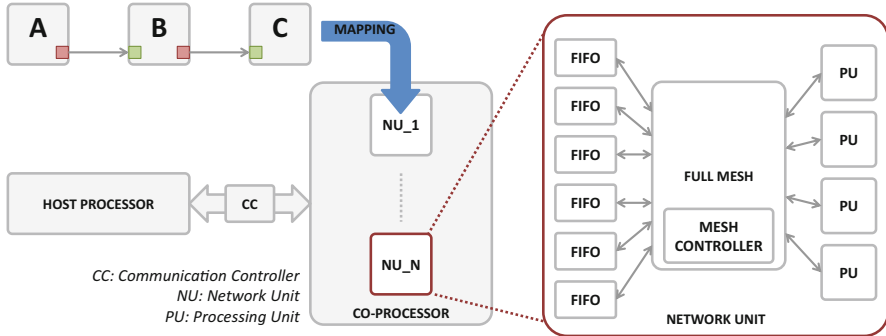 A
B
C
MAPPING
NU_1
HOST PROCESSOR
CC
NU_N
CO-PROCESSOR
CC: Communication Controller
NU: Network Unit
PU: Processing Unit
FIFO
FIFO
FIFO
FIFO
FIFO
FIFO
FULL MESH
MESH
CONTROLLER
PU
PU
PU
PU
NETWORK UNIT